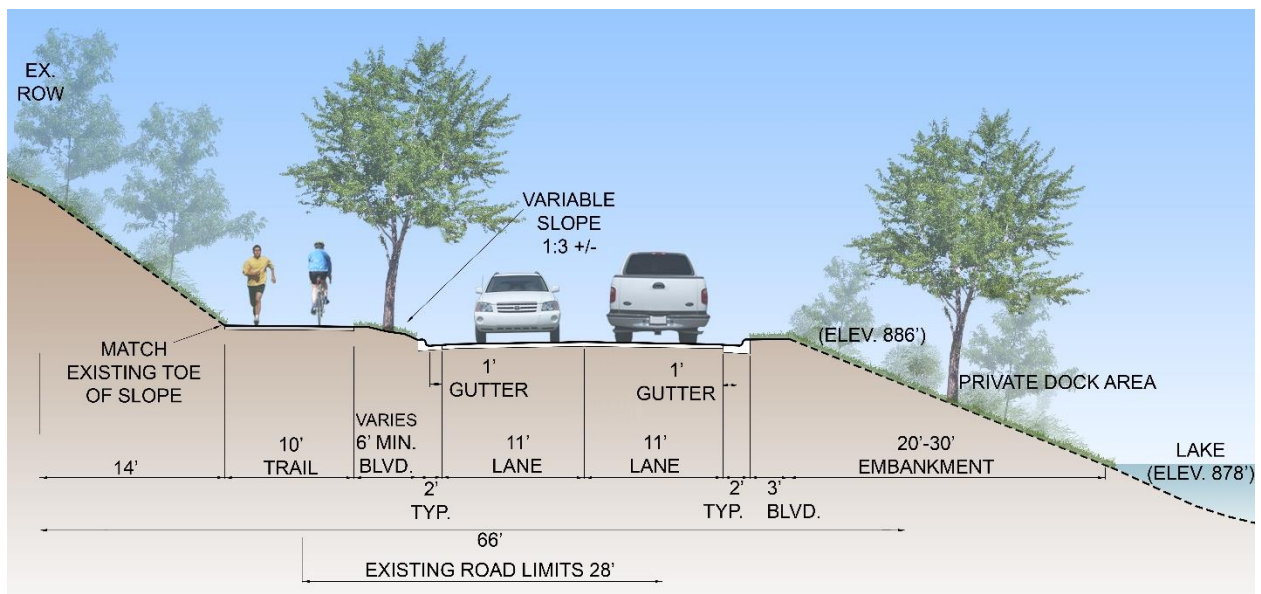 EX.
ROW
VARIABLE
SLOPE
1:3 +/-
(ELEV. 886’)
MATCH
EXISTING TOE
OF SLOPE
1’
GUTTER
1’
GUTTER
PRIVATE DOCK AREA
14’
10’
TRAIL
VARIES
6’ MIN.
BLVD.
11’
LANE
11’
LANE
20’-30’
EMBANKMENT
LAKE
(ELEV. 878’)
2’
TYP.
2’
TYP.
3’
BLVD.
66’
EXISTING ROAD LIMITS 28’